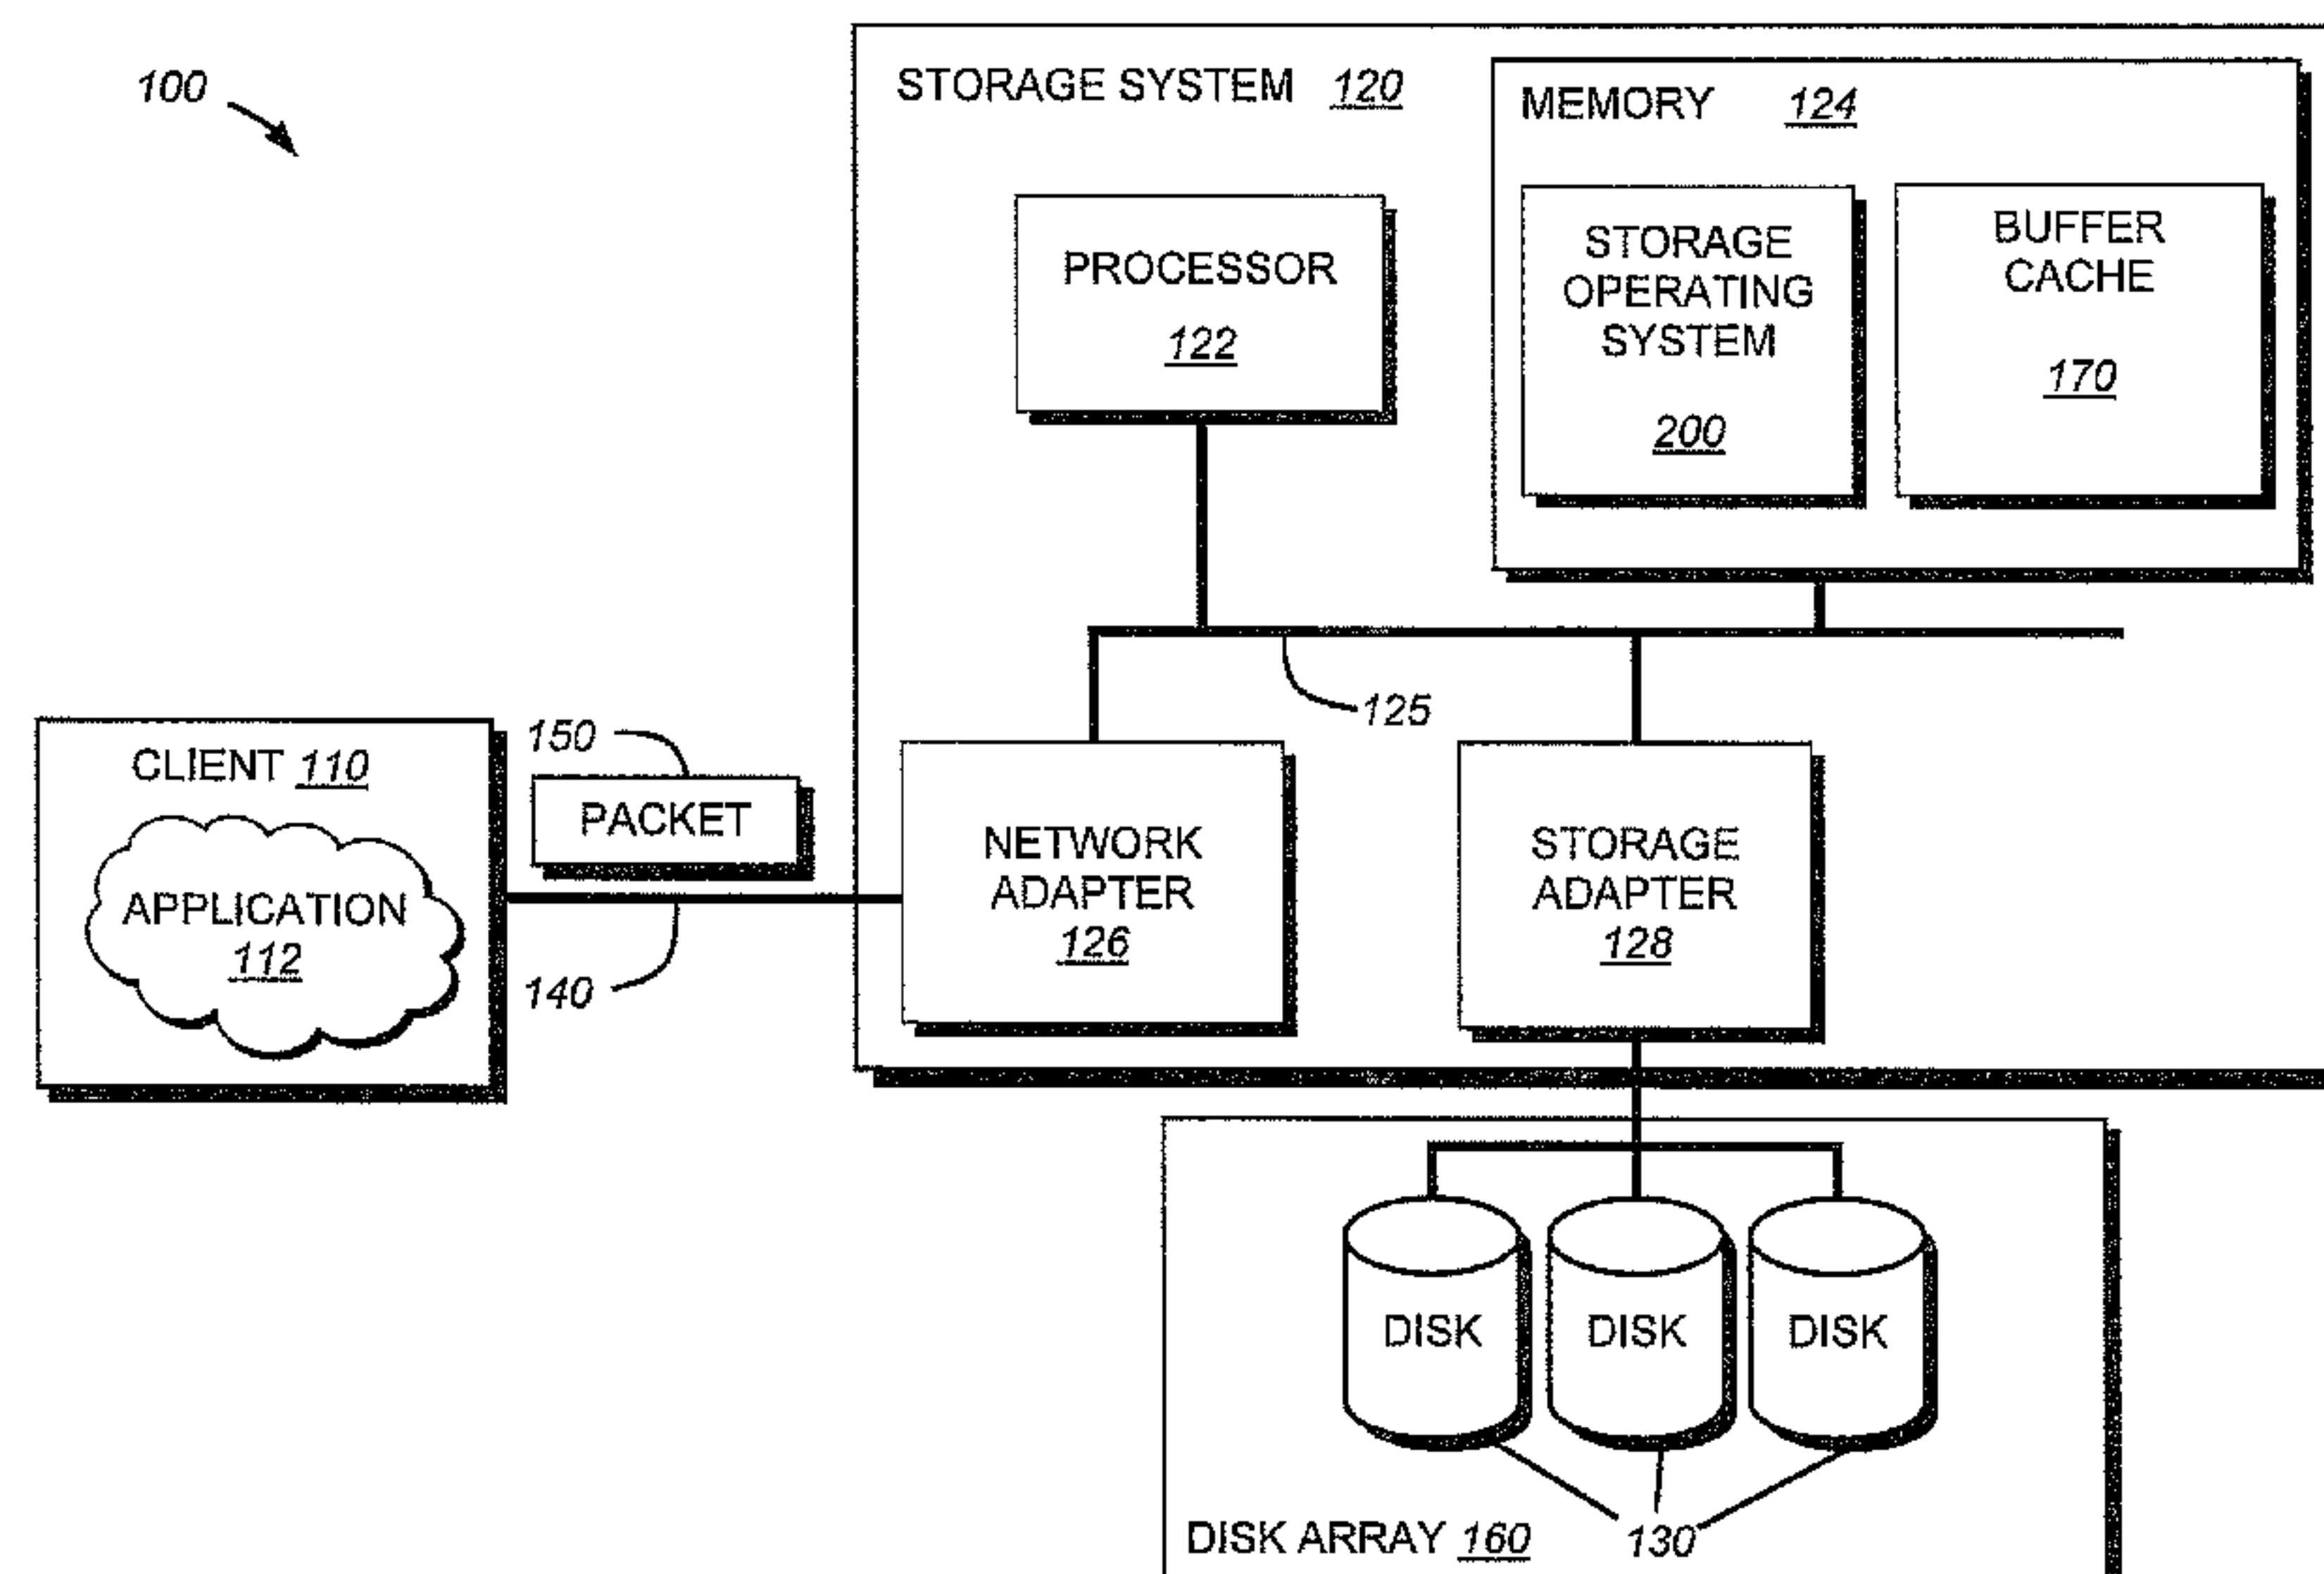 100
STORAGE SYSTEM 120
MEMORY 124
PROCESSOR
122
STORAGE
OPERATING
SYSTEM
200
BUFFER
CACHE
170
125
CLIENT 110
APPLICATION
112
150
PACKET
140
NETWORK
ADAPTER
126
STORAGE
ADAPTER
128
DISK
DISK
DISK
DISK ARRAY 160
130